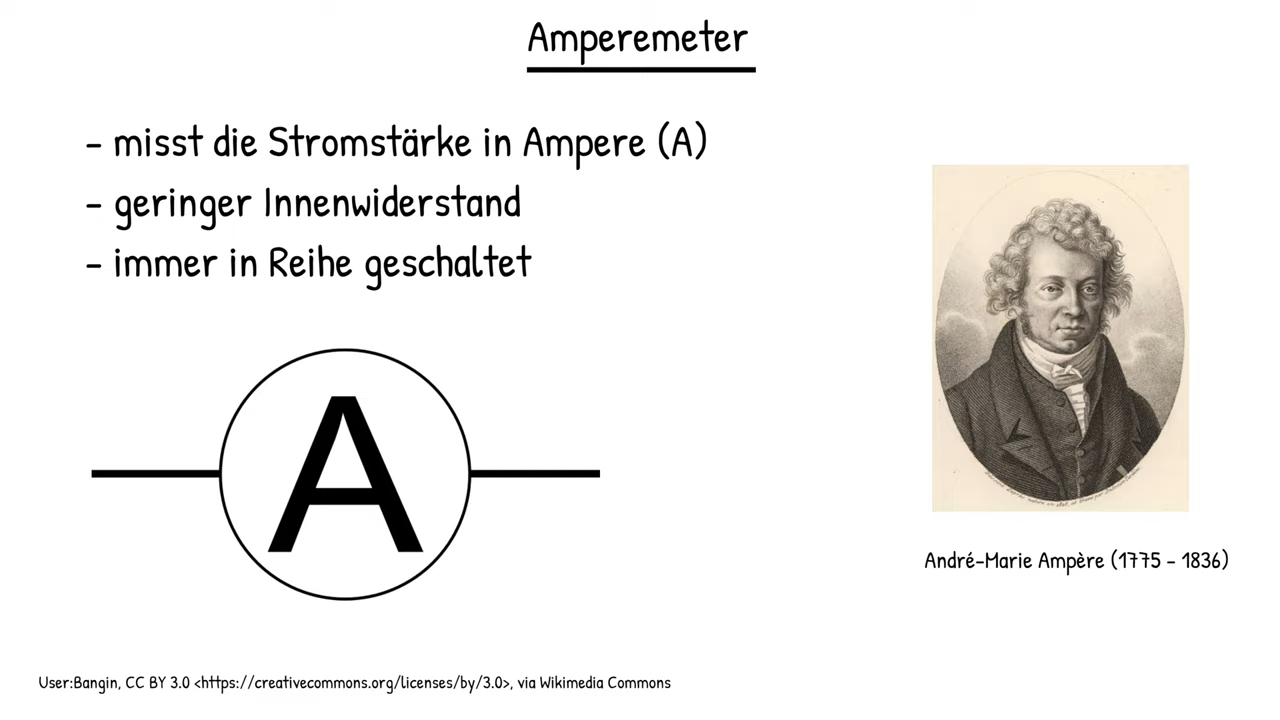 Amperemeter
- misst die Stromstärke in Ampere (A)
- geringer Innenwiderstand
- immer in Reihe geschaltet
A
André-Marie Ampère (1775 - 1836)
User:Bangin, CC BY 3.0 <https://creativecommons.org/licenses/by/3.0>, via Wikimedia Commons